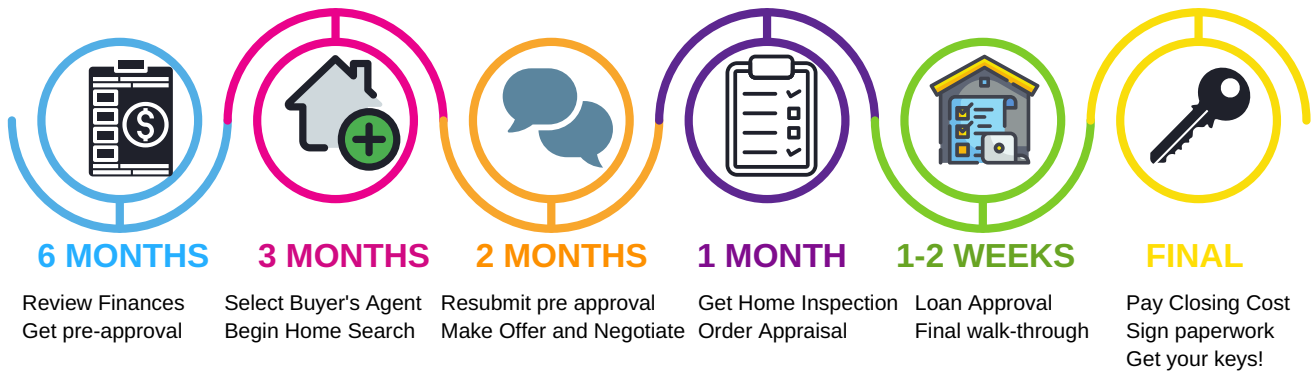 6 MONTHS
Review Finances
Get pre-approval
3 MONTHS
Select Buyer's Agent
Begin Home Search
2 MONTHS
Resubmit pre approval
Make Offer and Negotiate
1 MONTH
Get Home Inspection
Order Appraisal
1-2 WEEKS
Loan Approval
Final walk-through
FINAL
Pay Closing Cost
Sign paperwork
Get your keys!